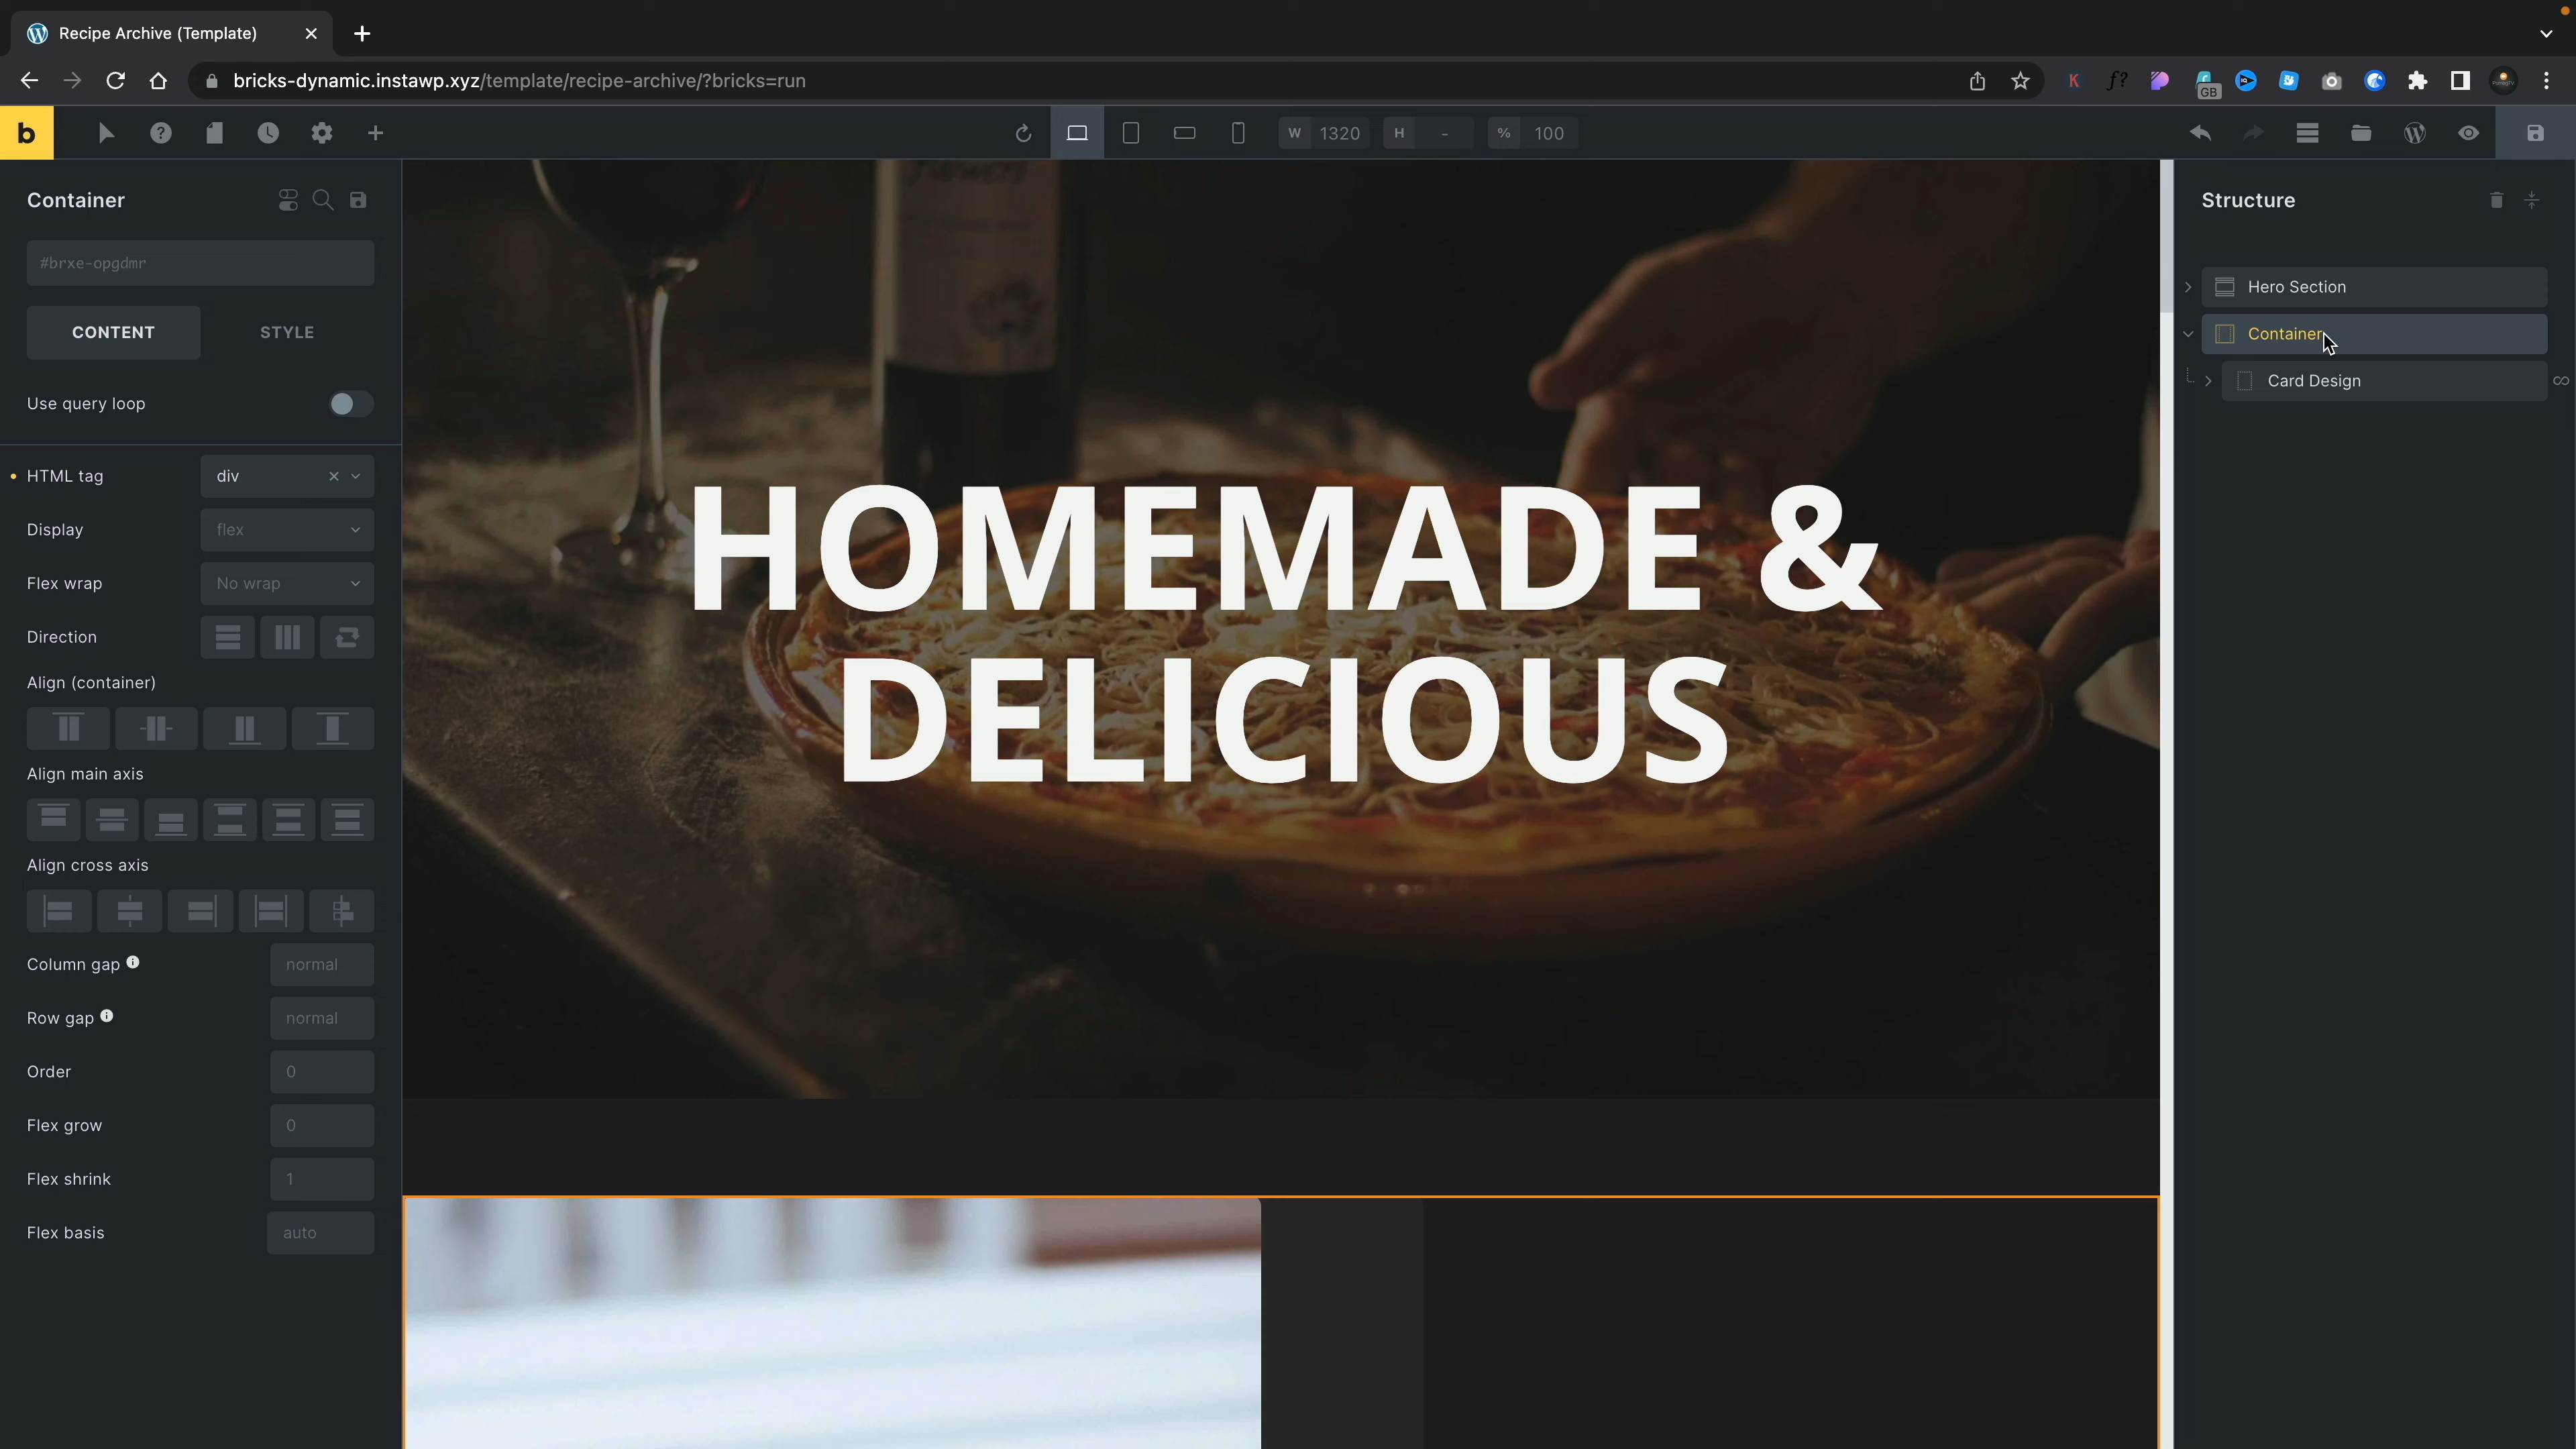 Recipe Archive (Template)
bricks-dynamic.instawp.xyz/template/recipe-archive/?bricks=run
K
f?
GB
b
W 1320
H -
% 100
Container
#brxe-opgdmr
CONTENT
STYLE
Use query loop
HTML tag
div
Display
flex
Flex wrap
No wrap
Direction
Align (container)
Align main axis
Align cross axis
Column gap
normal
Row gap
normal
Order
0
Flex grow
0
Flex shrink
1
Flex basis
auto
HOMEMADE &
DELICIOUS
Structure
Hero Section
Container
Card Design